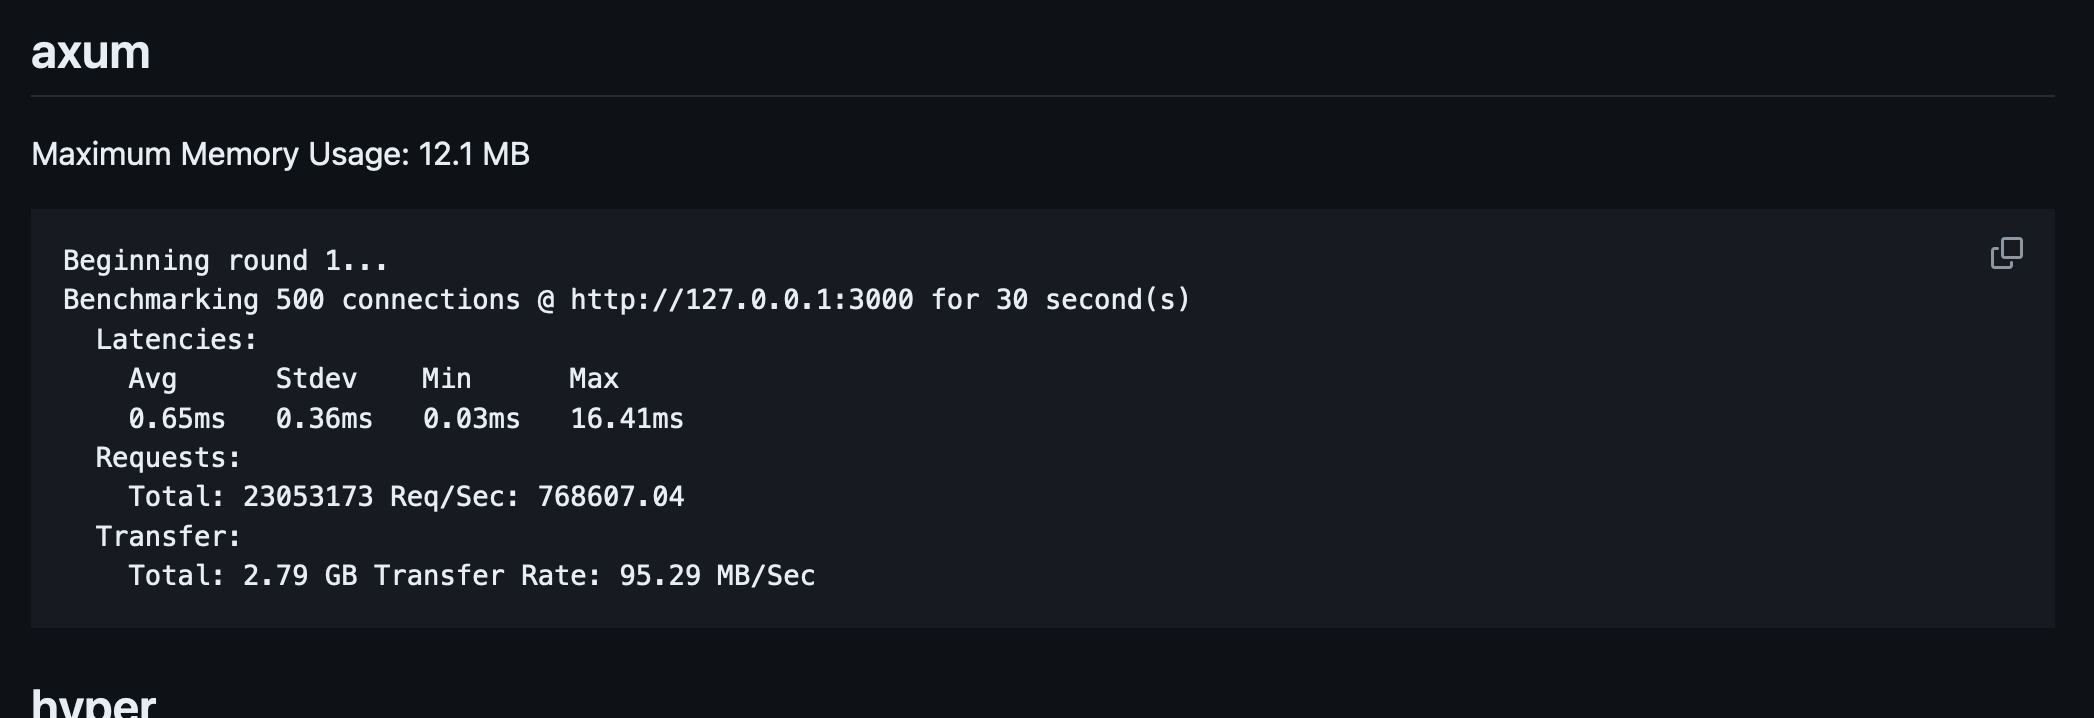 axum
Maximum Memory Usage: 12.1 MB
Beginning round 1...
Benchmarking 500 connections @ http://127.0.0.1:3000 for 30 second(s)
  Latencies:
    Avg      Stdev    Min      Max
    0.65ms   0.36ms   0.03ms   16.41ms
  Requests:
    Total: 23053173 Req/Sec: 768607.04
  Transfer:
    Total: 2.79 GB Transfer Rate: 95.29 MB/Sec
hyper